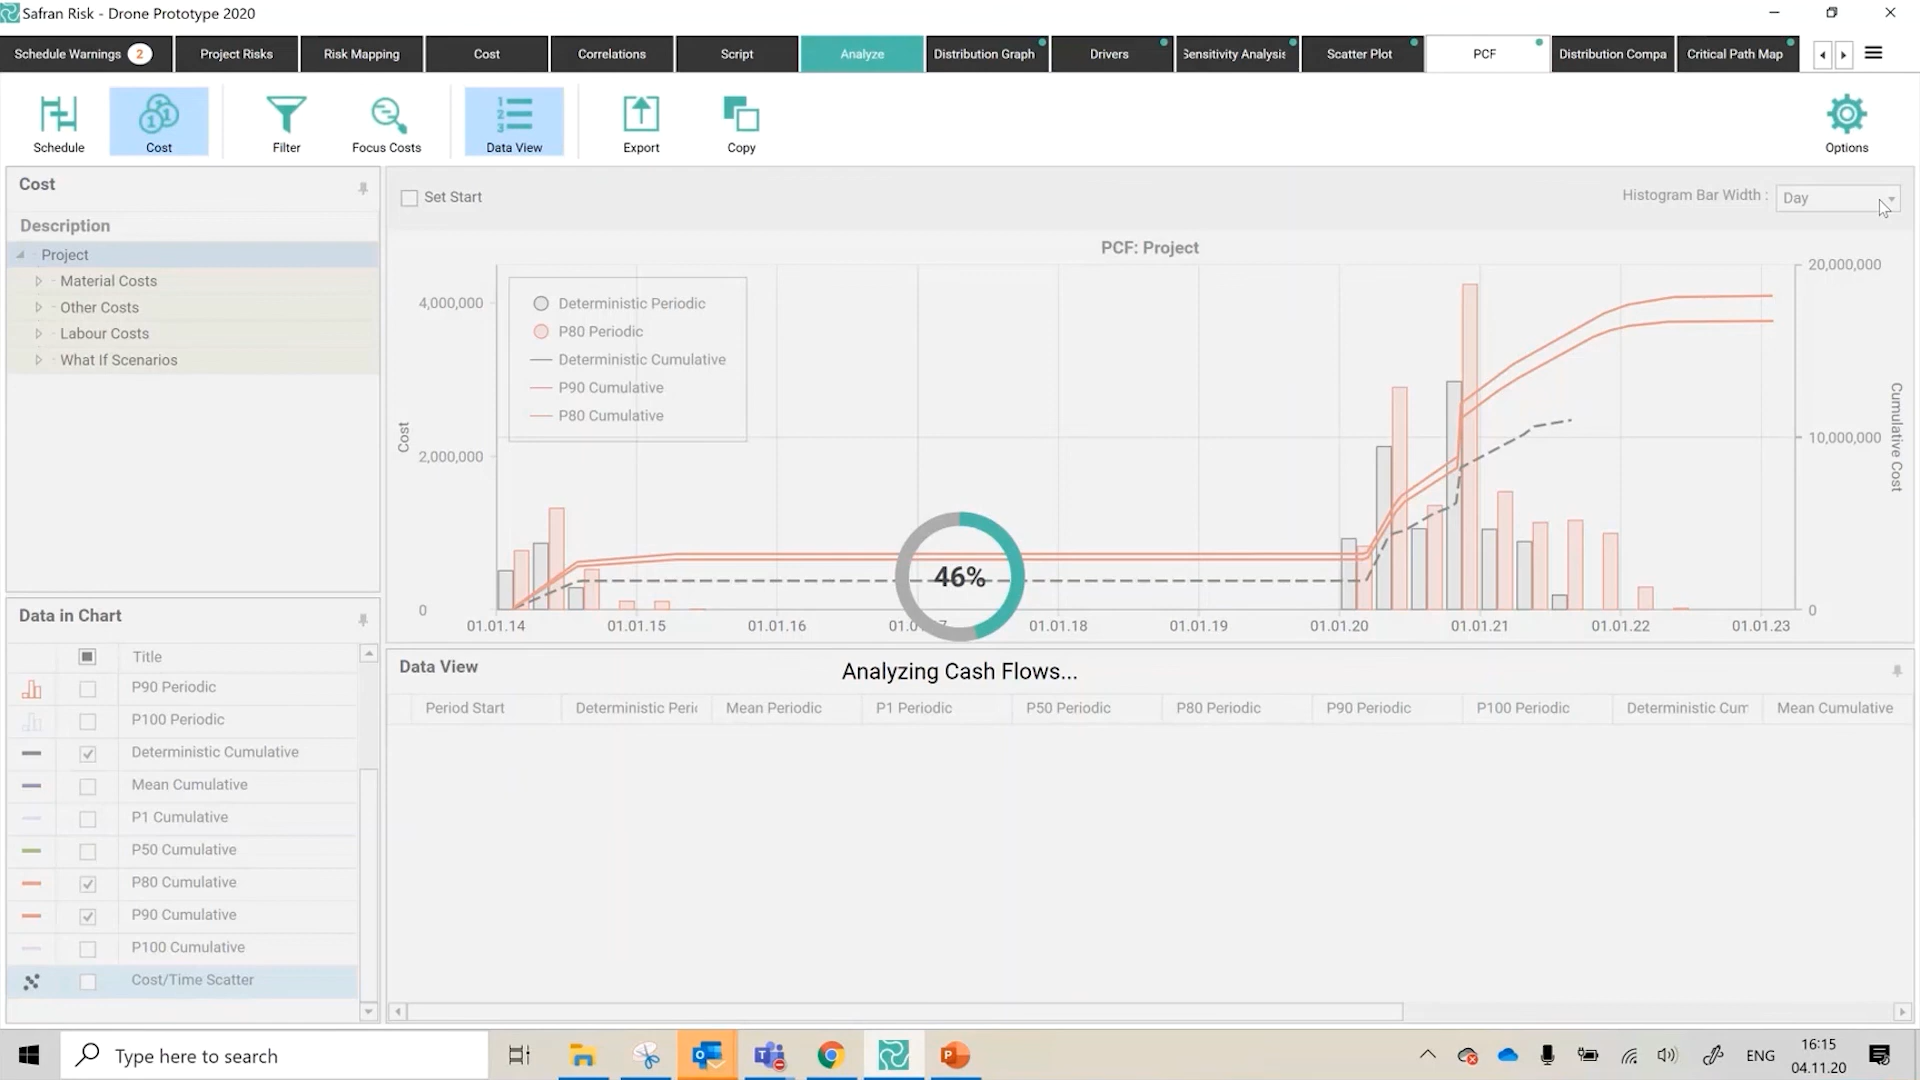 Safran Risk - Drone Prototype 2020
Schedule Warnings 2
Project Risks
Risk Mapping
Cost
Correlations
Script
Analyze
Distribution Graph
Drivers
Sensitivity Analysis
Scatter Plot
PCF
Distribution Compa
Critical Path Map
Schedule
Cost
Filter
Focus Costs
1
2
3
Data View
Export
Copy
Options
Cost
Description
Project
Material Costs
Other Costs
Labour Costs
What If Scenarios
Set Start
Histogram Bar Width :
Day
PCF: Project
Deterministic Periodic
P80 Periodic
Deterministic Cumulative
P90 Cumulative
P80 Cumulative
4,000,000
2,000,000
0
Cost
20,000,000
10,000,000
0
Cumulative Cost
01.01.14
01.01.15
01.01.16
01.01.17
01.01.18
01.01.19
01.01.20
01.01.21
01.01.22
01.01.23
46%
Analyzing Cash Flows...
Data in Chart
Title
P90 Periodic
P100 Periodic
Deterministic Cumulative
Mean Cumulative
P1 Cumulative
P50 Cumulative
P80 Cumulative
P90 Cumulative
P100 Cumulative
Cost/Time Scatter
Data View
Period Start
Deterministic Peri
Mean Periodic
P1 Periodic
P50 Periodic
P80 Periodic
P90 Periodic
P100 Periodic
Deterministic Cum
Mean Cumulative
Type here to search
ENG
16:15
04.11.20